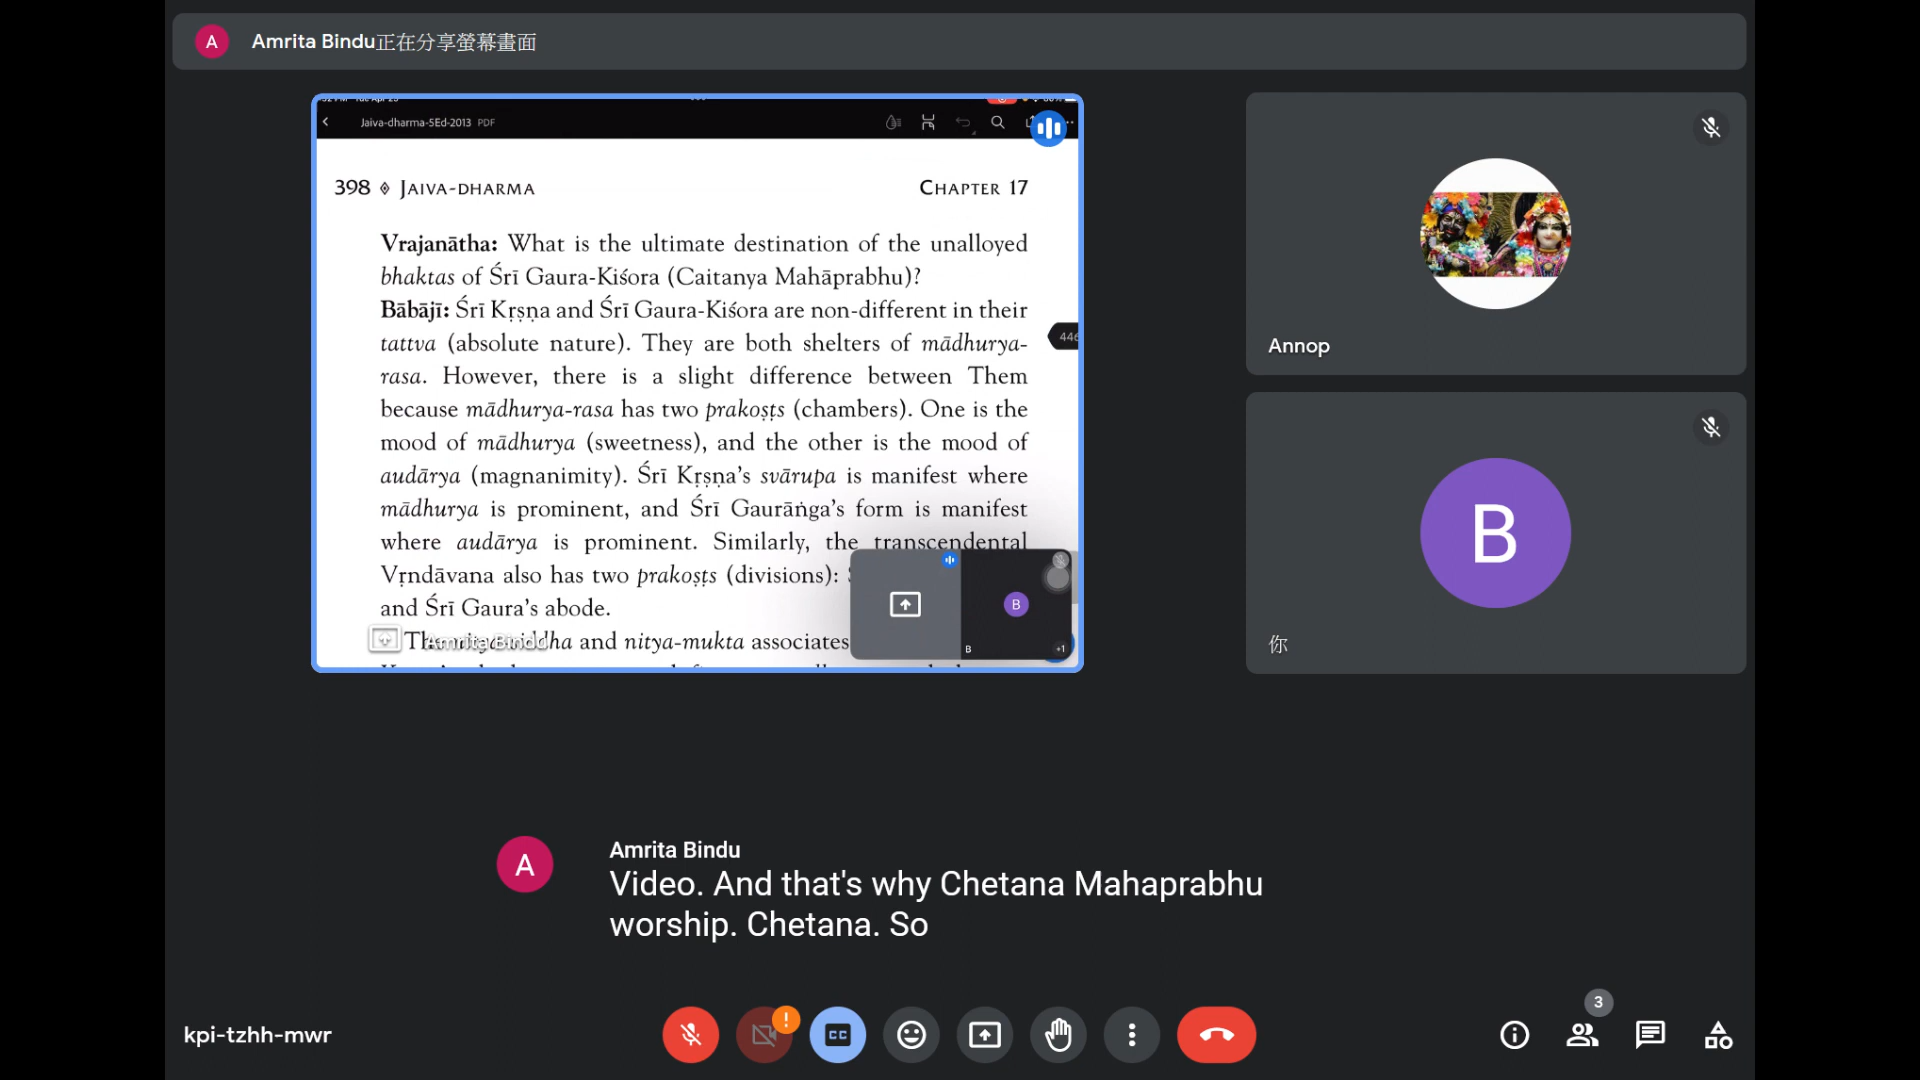 A Amrita Bindu正在分享螢幕畫面
Jaiva-dharma-5Ed-2013 PDF
398 ◊ JAIVA-DHARMA CHAPTER 17
Vrajanātha: What is the ultimate destination of the unalloyed
bhaktas of Śrī Gaura-Kiśora (Caitanya Mahāprabhu)?
Bābājī: Śrī Kṛṣṇa and Śrī Gaura-Kiśora are non-different in their
tattva (absolute nature). They are both shelters of mādhurya-
rasa. However, there is a slight difference between Them
because mādhurya-rasa has two prakoṣṭs (chambers). One is the
mood of mādhurya (sweetness), and the other is the mood of
audārya (magnanimity). Śrī Kṛṣṇa's svārupa is manifest where
mādhurya is prominent, and Śrī Gaurāṅga's form is manifest
where audārya is prominent. Similarly, the transcendental
Vṛndāvana also has two prakoṣṭs (divisions):
and Śrī Gaura's abode.
and nitya-mukta associates
Amrita Bindu
446
B
B
+1
Annop
B
你
A
Amrita Bindu
Video. And that's why Chetana Mahaprabhu
worship. Chetana. So
kpi-tzhh-mwr
!
CC
3